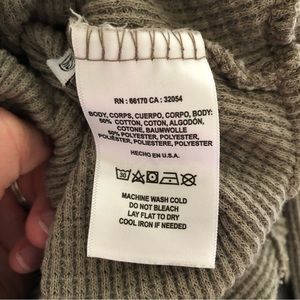 RN : 66170 CA : 32054
BODY, CORPS, CUERPO, CORPO, BODY:
50% COTTON, COTON, ALGODÓN,
COTONE, BAUMWOLLE
50% POLYESTER, POLYESTER,
POLIÉSTER, POLIESTERE, POLYESTER
HECHO EN U.S.A.
30
MACHINE WASH COLD
DO NOT BLEACH
LAY FLAT TO DRY
COOL IRON IF NEEDED